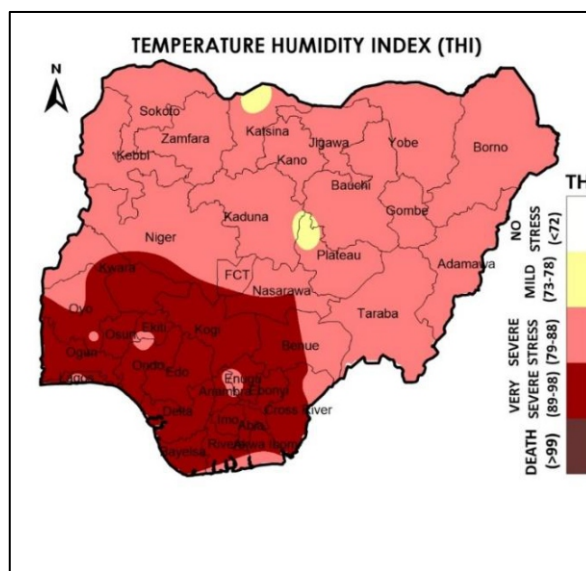 TEMPERATURE HUMIDITY INDEX (THI)
N
Sokoto
Katsina
Zamfara
Jigawa
Yobe
Borno
Kebbi
Kano
Bauchi
Kaduna
Gombe
Niger
Plateau
Adamawa
Kwara
FCT
Nasarawa
Oyo
Taraba
Osun
Ekiti
Kogi
Benue
Ogun
Ondo
Edo
Enugu
Lagos
Anambra
Ebonyi
Delta
Imo
Abia
Cross River
Bayelsa
Rivers
Akwa Ibom
TH
NO STRESS
(<72)
MILD
(73-78)
SEVERE STRESS
(79-88)
VERY SEVERE
(89-98)
DEATH
(>99)